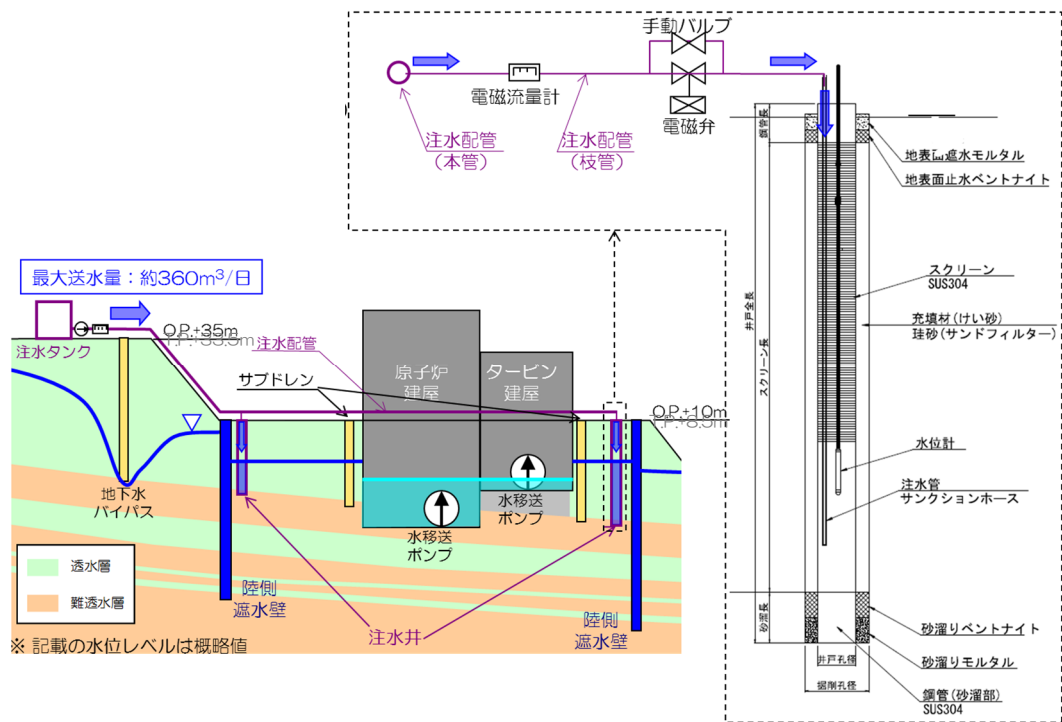 手動バルブ
電磁流量計
電磁弁
注水配管
（本管）
注水配管
（枝管）
鋼管長
地表面遮水モルタル
地表面止水ベントナイト
井戸全長
スクリーン長
スクリーン
SUS304
充填材(けい砂)
珪砂(サンドフィルター)
水位計
注水管
サンクションホース
砂溜長
砂溜りベントナイト
砂溜りモルタル
井戸孔径
掘削孔径
鋼管(砂溜部)
SUS304
最大送水量：約360m³/日
注水タンク
O.P.+35m
T.P.+33.5m
注水配管
サブドレン
原子炉
建屋
タービン
建屋
O.P.+10m
T.P.+8.5m
地下水
バイパス
水移送
ポンプ
水移送
ポンプ
透水層
難透水層
陸側
遮水壁
注水井
陸側
遮水壁
※ 記載の水位レベルは概略値